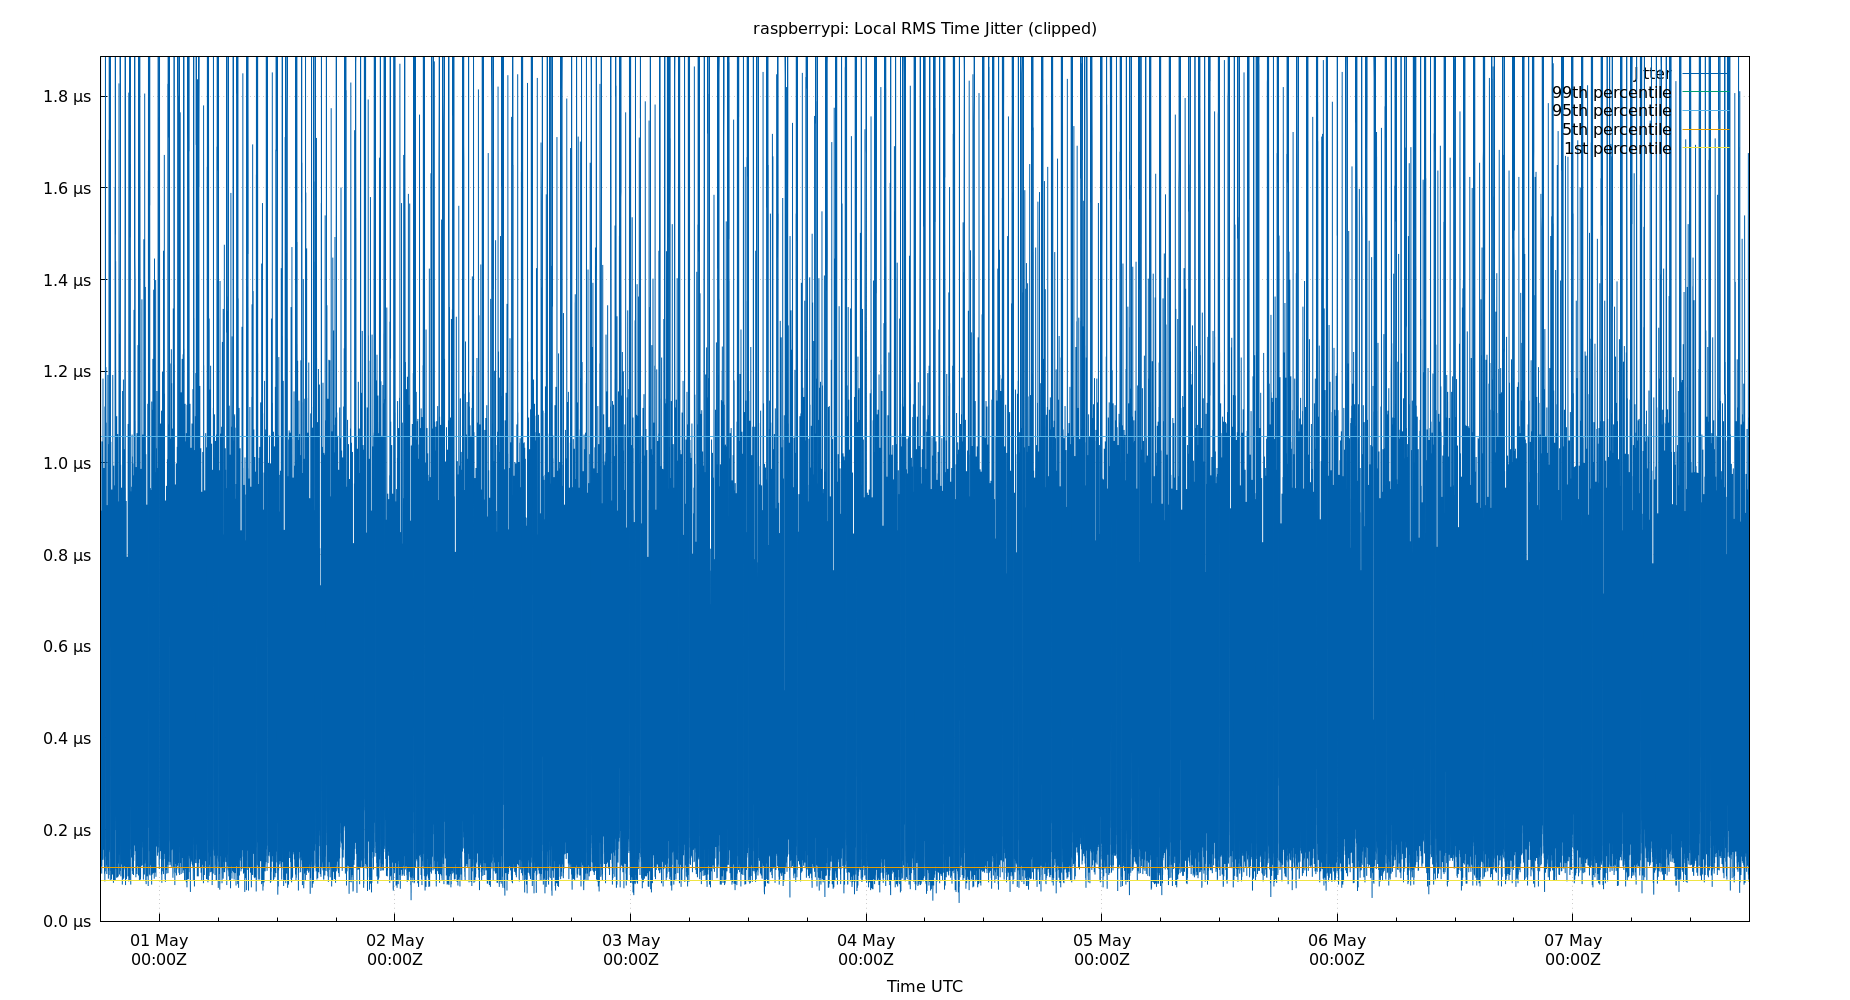 raspberrypi: Local RMS Time Jitter (clipped)
jitter
99th percentile
95th percentile
5th percentile
1st percentile
1.8 µs
1.6 µs
1.4 µs
1.2 µs
1.0 µs
0.8 µs
0.6 µs
0.4 µs
0.2 µs
0.0 µs
01 May 02 May 03 May 04 May 05 May 06 May 07 May
00:00Z 00:00Z 00:00Z 00:00Z 00:00Z 00:00Z 00:00Z
Time UTC